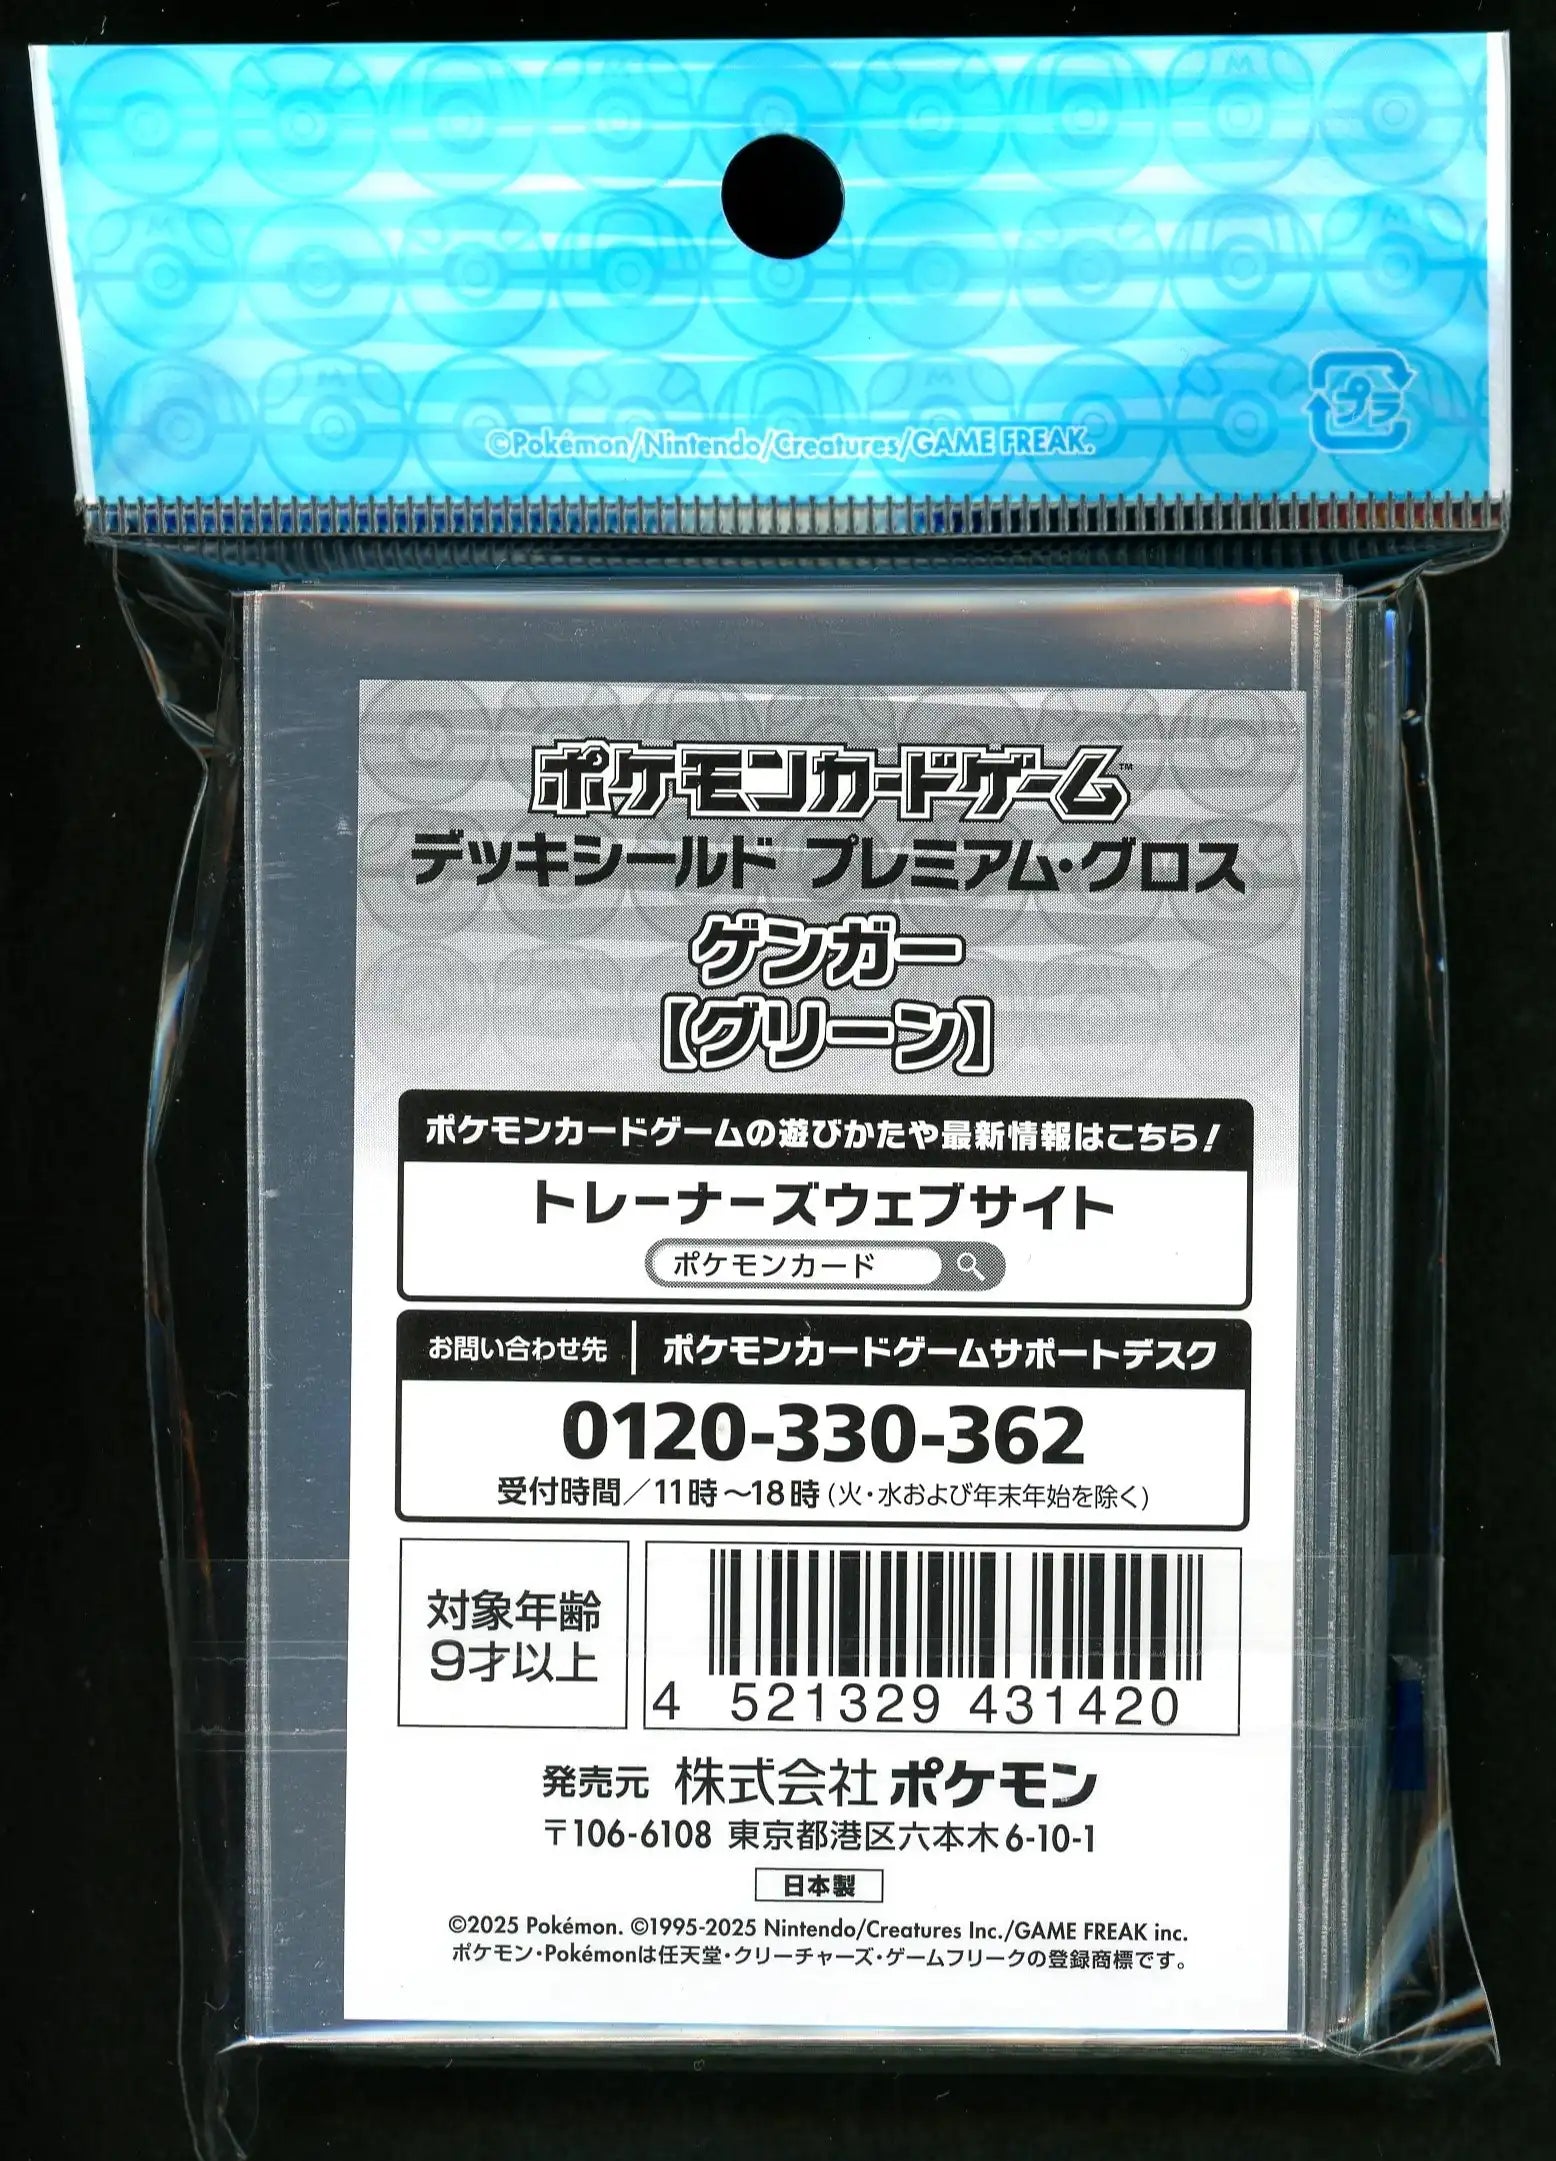 ©Pokémon/Nintendo/Creatures/GAME FREAK.
プラ
ポケモンカードゲーム™
デッキシールド プレミアム・グロス
ゲンガー
【グリーン】
ポケモンカードゲームの遊びかたや最新情報はこちら!
トレーナーズウェブサイト
ポケモンカード
お問い合わせ先 | ポケモンカードゲームサポートデスク
0120-330-362
受付時間/11時〜18時(火・水および年末年始を除く)
対象年齢
9才以上
4 521329 431420
発売元 株式会社ポケモン
〒106-6108 東京都港区六本木6-10-1
日本製
©2025 Pokémon. ©1995-2025 Nintendo/Creatures Inc./GAME FREAK inc.
ポケモン・Pokémonは任天堂・クリーチャーズ・ゲームフリークの登録商標です。